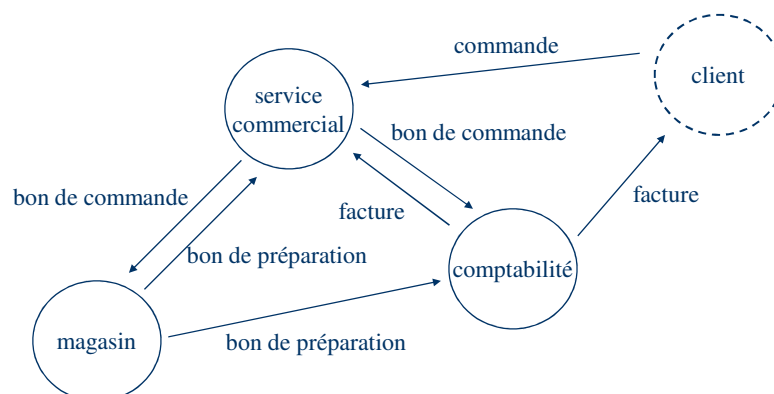 commande
client
service
commercial
bon de commande
bon de commande
facture
facture
bon de préparation
comptabilité
magasin
bon de préparation